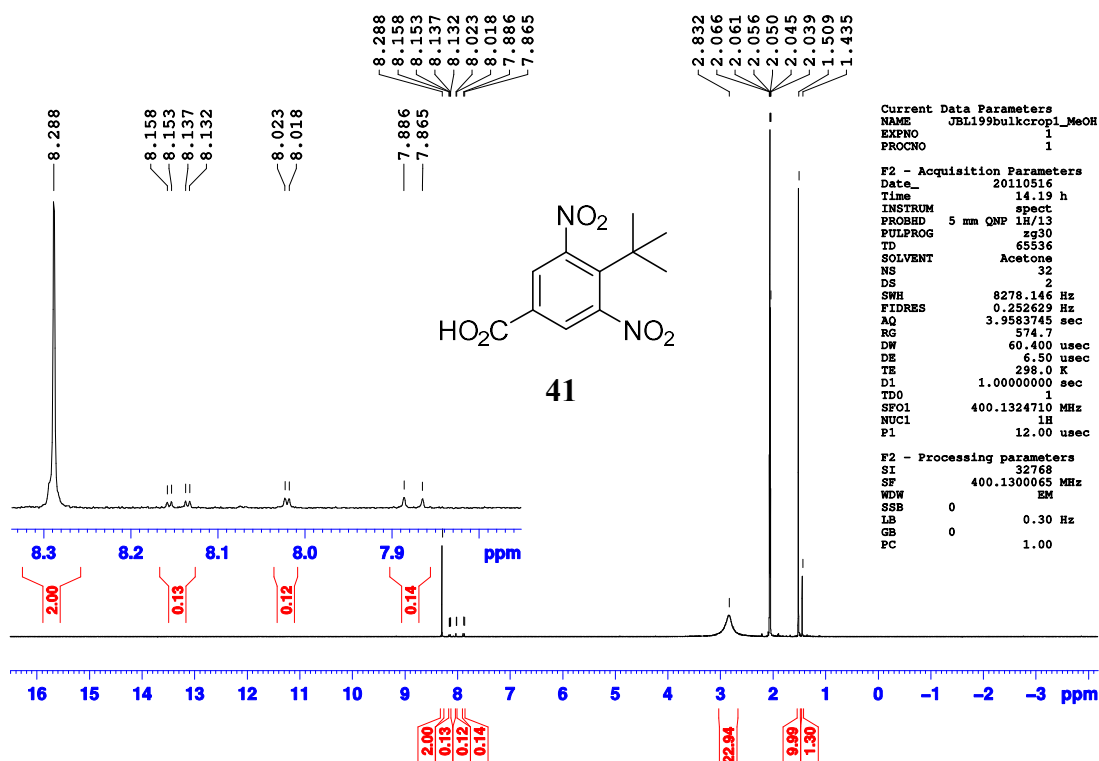 8.288
8.158
8.153
8.137
8.132
8.023
8.018
7.886
7.865
2.832
2.066
2.061
2.056
2.050
2.045
2.039
1.509
1.435
8.288
8.158
8.153
8.137
8.132
8.023
8.018
7.886
7.865
NO2
HO2C
NO2
41
Current Data Parameters
NAME JBL199bulkcrop1_MeOH
EXPNO 1
PROCNO 1
F2 - Acquisition Parameters
Date_ 20110516
Time 14.19 h
INSTRUM spect
PROBHD 5 mm QNP 1H/13
PULPROG zg30
TD 65536
SOLVENT Acetone
NS 32
DS 2
SWH 8278.146 Hz
FIDRES 0.252629 Hz
AQ 3.9583745 sec
RG 574.7
DW 60.400 usec
DE 6.50 usec
TE 298.0 K
D1 1.00000000 sec
TD0 1
SFO1 400.1324710 MHz
NUC1 1H
P1 12.00 usec
F2 - Processing parameters
SI 32768
SF 400.1300065 MHz
WDW EM
SSB 0
LB 0.30 Hz
GB 0
PC 1.00
8.3 8.2 8.1 8.0 7.9 ppm
2.00 0.13 0.12 0.14
16 15 14 13 12 11 10 9 8 7 6 5 4 3 2 1 0 −1 −2 −3 ppm
2.00 0.13 0.12 0.14 22.94 9.99 1.30